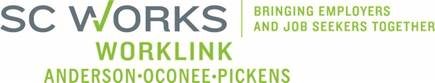 SC WORKS
BRINGING EMPLOYERS
AND JOB SEEKERS TOGETHER
WORKLINK
ANDERSON•OCONEE•PICKENS